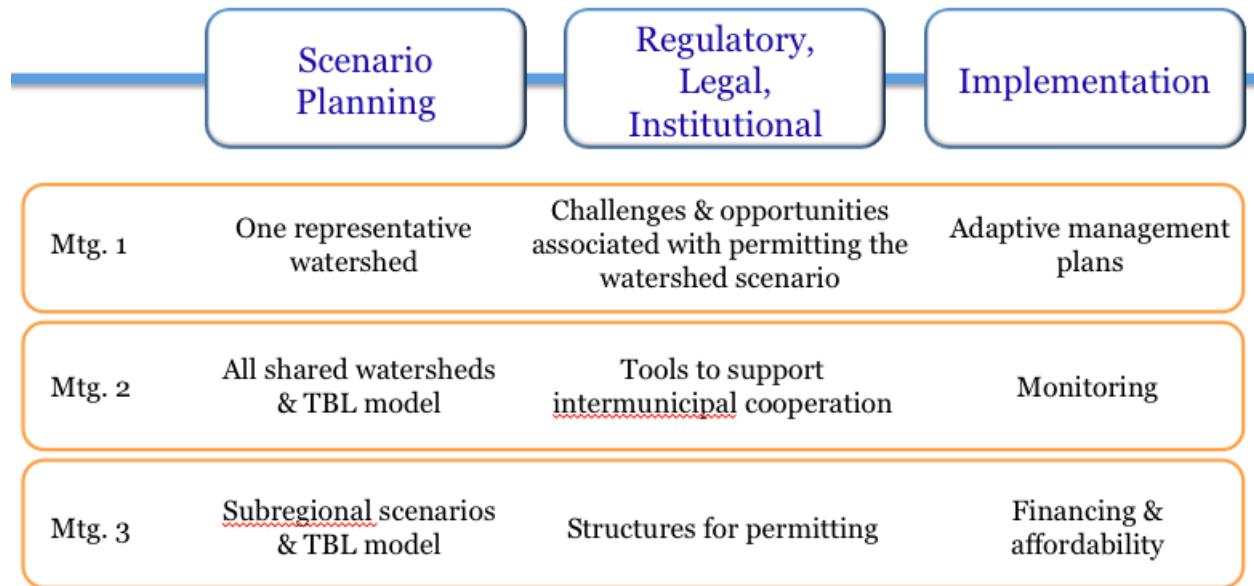 Scenario
Planning
Regulatory,
Legal,
Institutional
Implementation
Mtg. 1
One representative
watershed
Challenges & opportunities
associated with permitting the
watershed scenario
Adaptive management
plans
Mtg. 2
All shared watersheds
& TBL model
Tools to support
intermunicipal cooperation
Monitoring
Mtg. 3
Subregional scenarios
& TBL model
Structures for permitting
Financing &
affordability